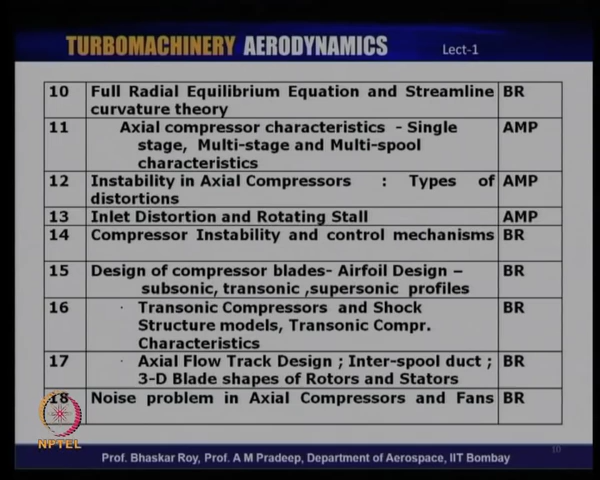 TURBOMACHINERY AERODYNAMICS Lect-1
10 Full Radial Equilibrium Equation and Streamline BR
curvature theory
11 Axial compressor characteristics - Single AMP
stage, Multi-stage and Multi-spool
characteristics
12 Instability in Axial Compressors : Types of AMP
distortions
13 Inlet Distortion and Rotating Stall AMP
14 Compressor Instability and control mechanisms BR
15 Design of compressor blades- Airfoil Design – BR
subsonic, transonic ,supersonic profiles
16 · Transonic Compressors and Shock BR
Structure models, Transonic Compr.
Characteristics
17 · Axial Flow Track Design ; Inter-spool duct ; BR
3-D Blade shapes of Rotors and Stators
18 Noise problem in Axial Compressors and Fans BR
NPTEL
10
Prof. Bhaskar Roy, Prof. A M Pradeep, Department of Aerospace, IIT Bombay